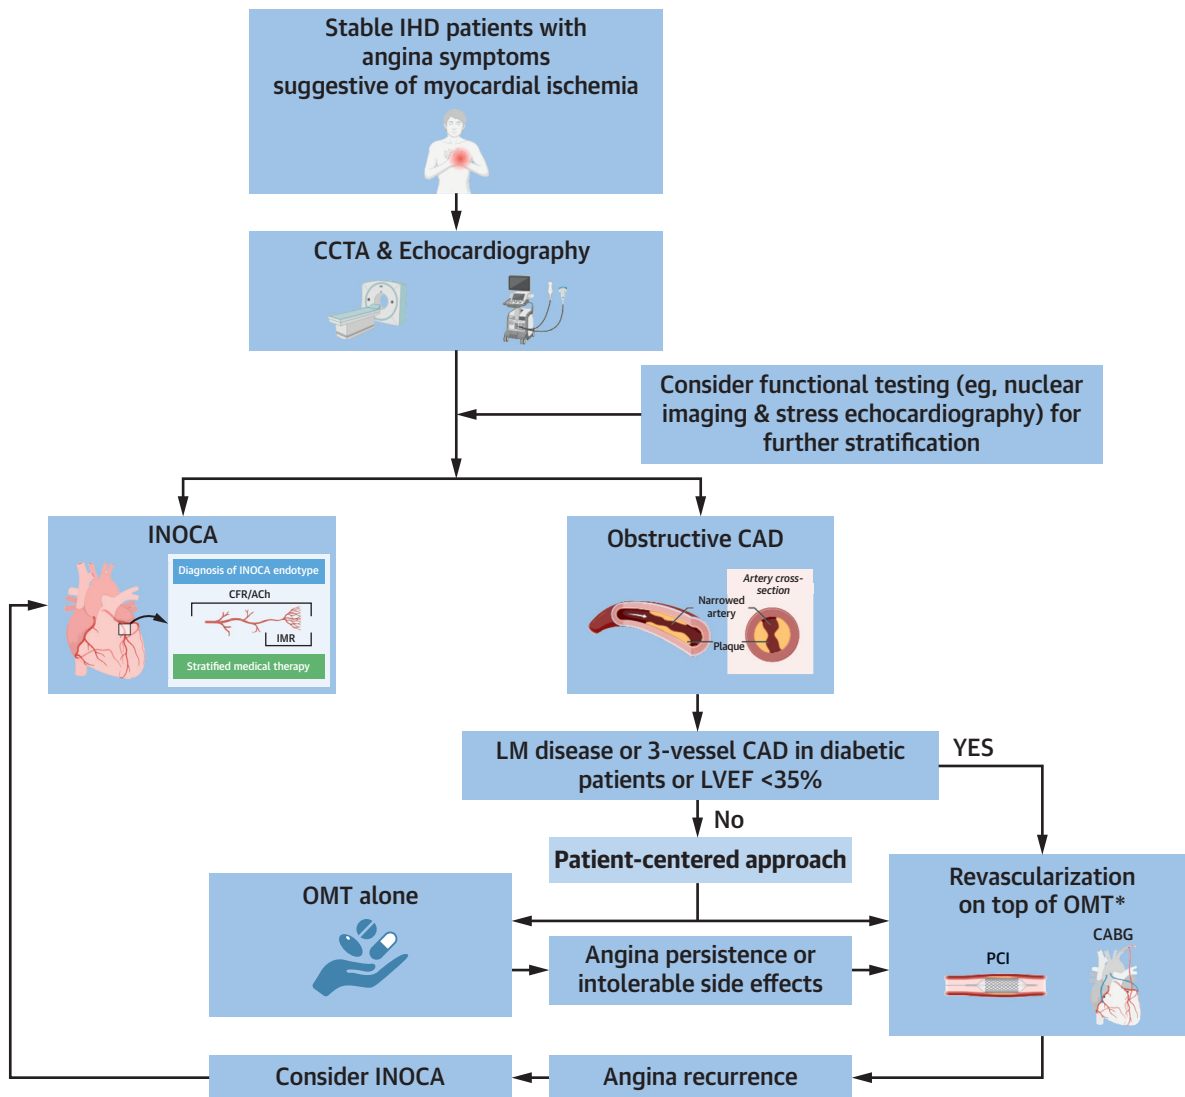 Stable IHD patients with
angina symptoms
suggestive of myocardial ischemia
CCTA & Echocardiography
Consider functional testing (eg, nuclear
imaging & stress echocardiography) for
further stratification
INOCA
Diagnosis of INOCA endotype
CFR/ACh
IMR
Stratified medical therapy
Obstructive CAD
Artery cross-
section
Narrowed
artery
Plaque
LM disease or 3-vessel CAD in diabetic
patients or LVEF <35%
YES
No
Patient-centered approach
OMT alone
Angina persistence or
intolerable side effects
Revascularization
on top of OMT*
CABG
PCI
Consider INOCA
Angina recurrence